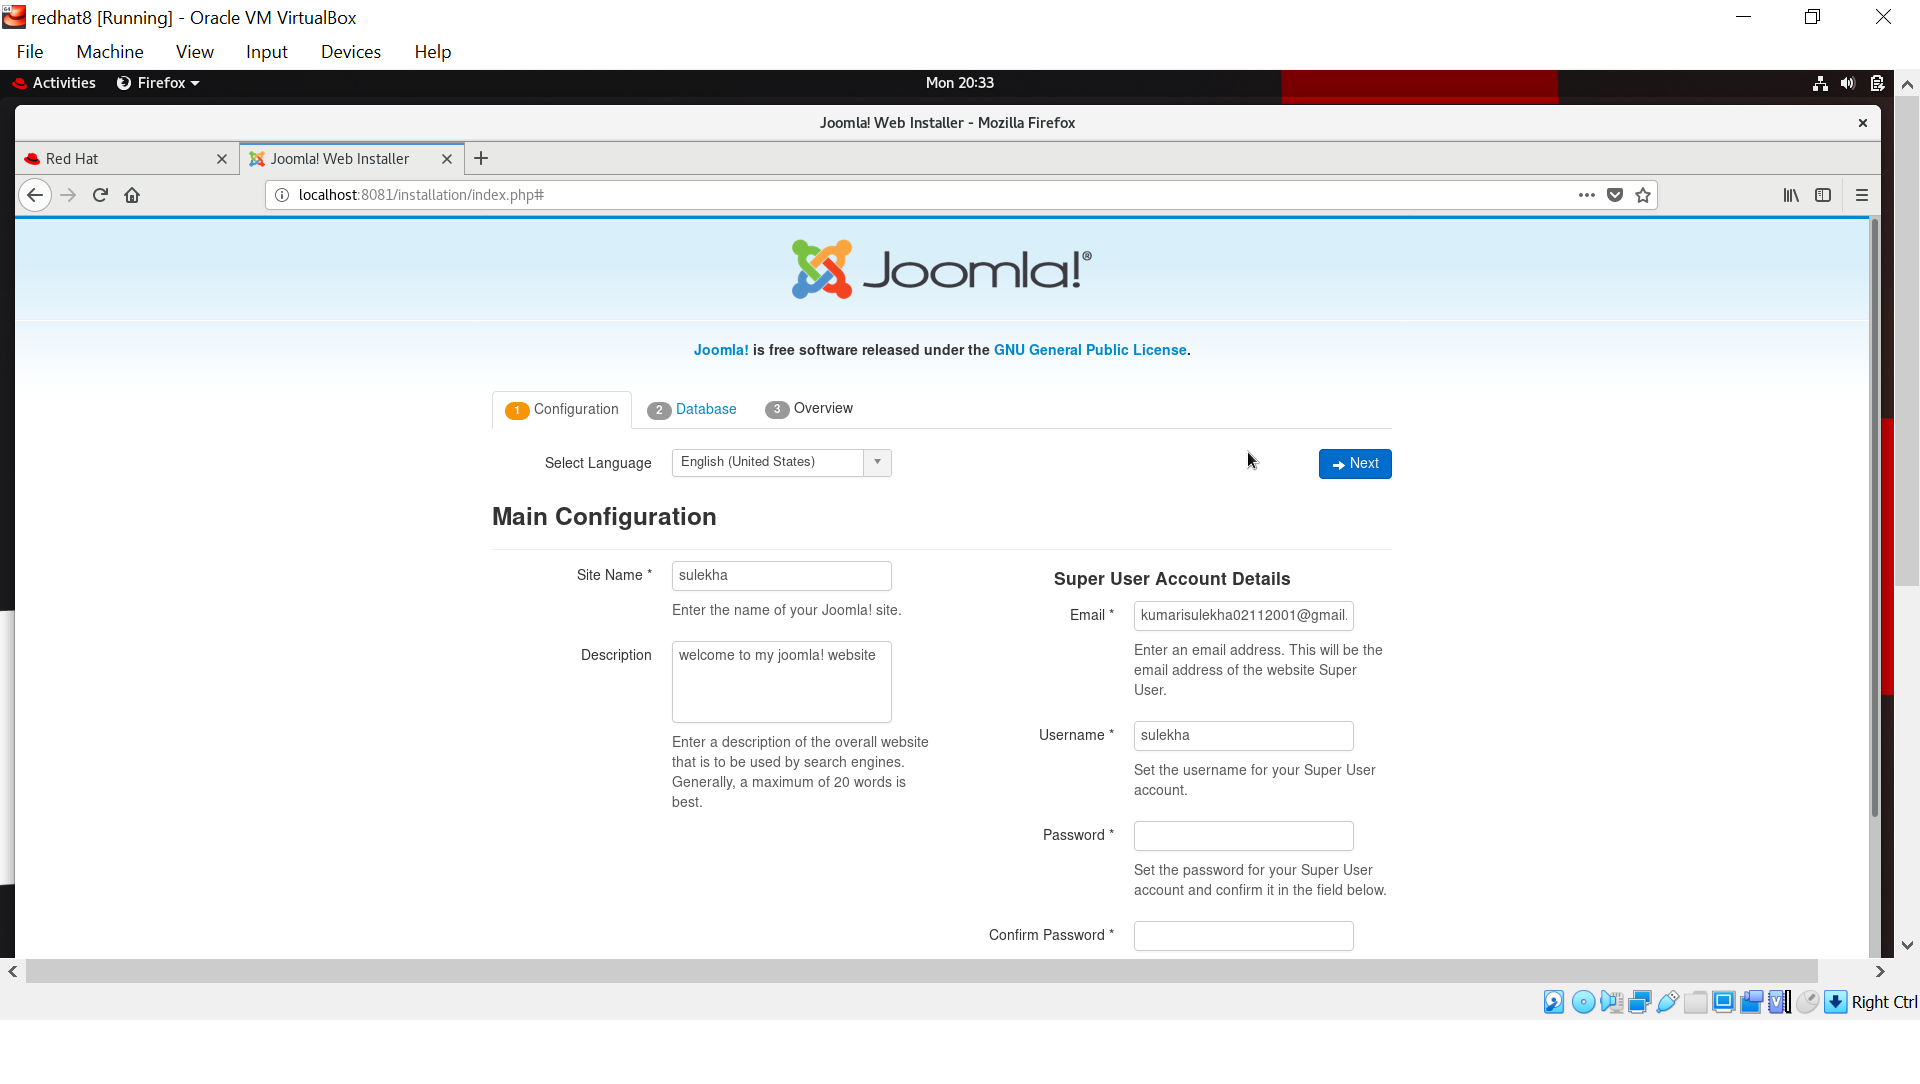 redhat8 [Running] - Oracle VM VirtualBox
File Machine View Input Devices Help
Activities Firefox Mon 20:33
Joomla! Web Installer - Mozilla Firefox
Red Hat Joomla! Web Installer
localhost:8081/installation/index.php#
Joomla!®
Joomla! is free software released under the GNU General Public License.
1 Configuration 2 Database 3 Overview
Select Language English (United States) Next
Main Configuration
Site Name * sulekha
Enter the name of your Joomla! site.
Description welcome to my joomla! website
Enter a description of the overall website
that is to be used by search engines.
Generally, a maximum of 20 words is
best.
Super User Account Details
Email * kumarisulekha02112001@gmail.
Enter an email address. This will be the
email address of the website Super
User.
Username * sulekha
Set the username for your Super User
account.
Password *
Set the password for your Super User
account and confirm it in the field below.
Confirm Password *
Right Ctrl